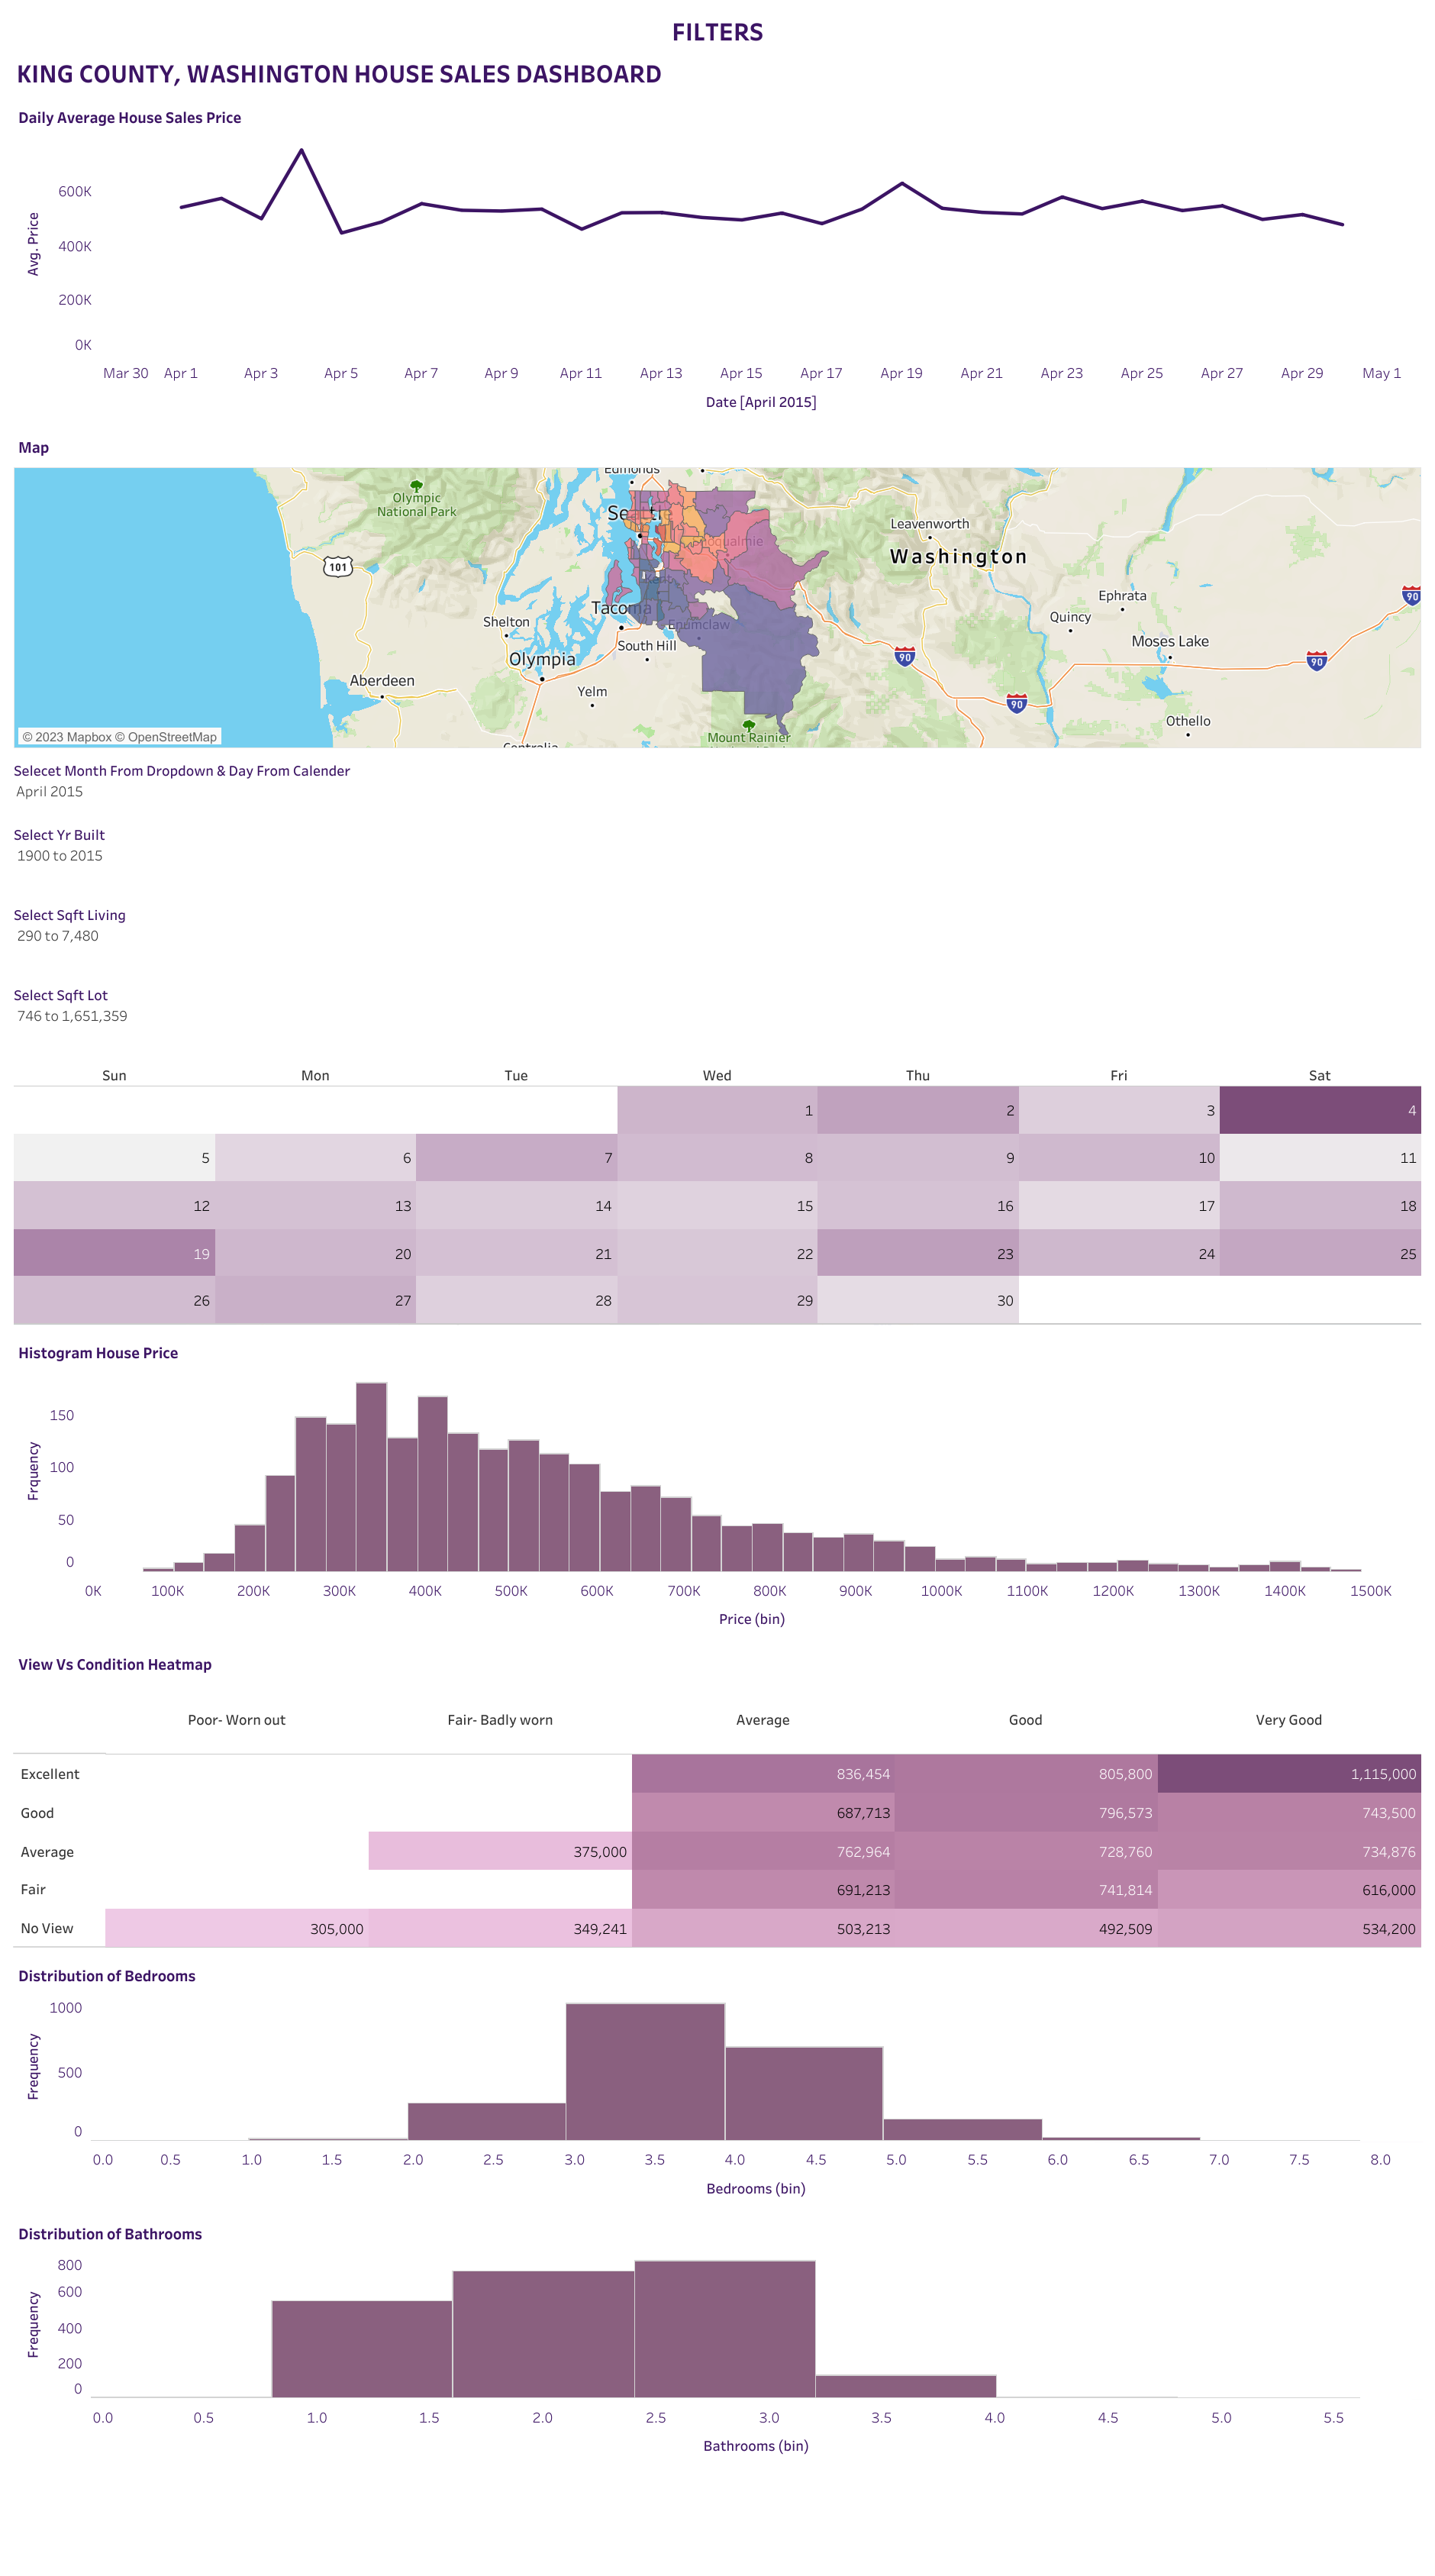 FILTERS
KING COUNTY, WASHINGTON HOUSE SALES DASHBOARD
Daily Average House Sales Price
600K
400K
200K
0K
Avg. Price
Mar 30 Apr 1 Apr 3 Apr 5 Apr 7 Apr 9 Apr 11 Apr 13 Apr 15 Apr 17 Apr 19 Apr 21 Apr 23 Apr 25 Apr 27 Apr 29 May 1
Date [April 2015]
Map
Edmonds
Olympic
National Park
Leavenworth
Washington
101
Ephrata
90
Tacoma
Quincy
Shelton
Enumclaw
Moses Lake
South Hill
Olympia
90
90
Aberdeen
Yelm
90
Othello
Mount Rainier
Centralia
© 2023 Mapbox © OpenStreetMap
Selecet Month From Dropdown & Day From Calender
April 2015
Select Yr Built
1900 to 2015
Select Sqft Living
290 to 7,480
Select Sqft Lot
746 to 1,651,359
Sun Mon Tue Wed Thu Fri Sat
1 2 3 4
5 6 7 8 9 10 11
12 13 14 15 16 17 18
19 20 21 22 23 24 25
26 27 28 29 30
Histogram House Price
150
100
50
0
Frquency
0K 100K 200K 300K 400K 500K 600K 700K 800K 900K 1000K 1100K 1200K 1300K 1400K 1500K
Price (bin)
View Vs Condition Heatmap
Poor- Worn out Fair- Badly worn Average Good Very Good
Excellent 836,454 805,800 1,115,000
Good 687,713 796,573 743,500
Average 375,000 762,964 728,760 734,876
Fair 691,213 741,814 616,000
No View 305,000 349,241 503,213 492,509 534,200
Distribution of Bedrooms
1000
500
0
Frequency
0.0 0.5 1.0 1.5 2.0 2.5 3.0 3.5 4.0 4.5 5.0 5.5 6.0 6.5 7.0 7.5 8.0
Bedrooms (bin)
Distribution of Bathrooms
800
600
400
200
0
Frequency
0.0 0.5 1.0 1.5 2.0 2.5 3.0 3.5 4.0 4.5 5.0 5.5
Bathrooms (bin)